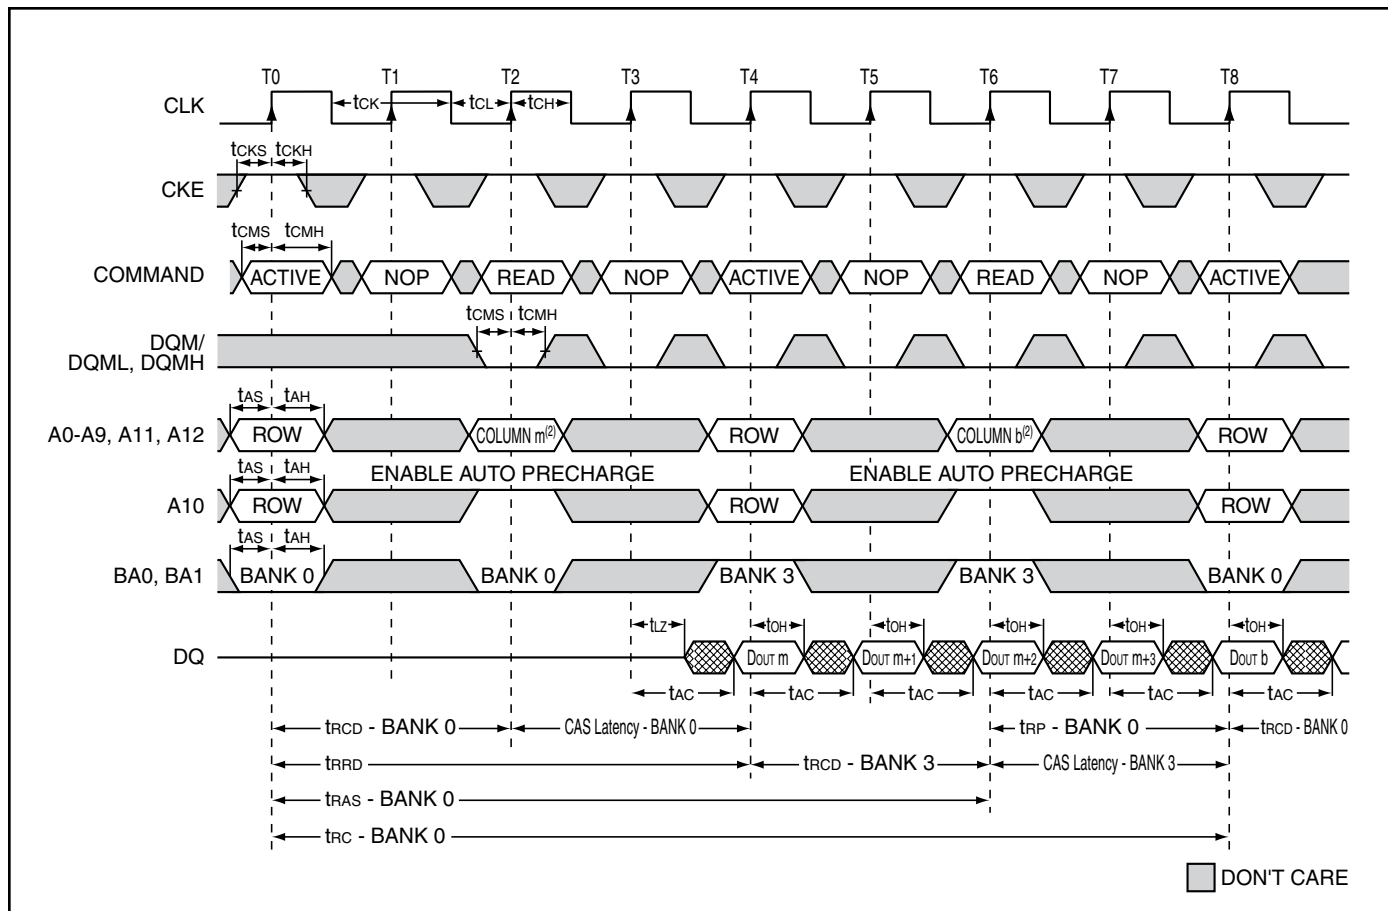 T0 T1 T2 T3 T4 T5 T6 T7 T8
CLK tCK tCL tCH
tCKS tCKH
CKE
tCMS tCMH
COMMAND ACTIVE NOP READ NOP ACTIVE NOP READ NOP ACTIVE
tCMS tCMH
DQM/
DQML, DQMH
tAS tAH
A0-A9, A11, A12 ROW COLUMN m(2) ROW COLUMN b(2) ROW
tAS tAH ENABLE AUTO PRECHARGE ENABLE AUTO PRECHARGE
A10 ROW ROW ROW
tAS tAH
BA0, BA1 BANK 0 BANK 0 BANK 3 BANK 3 BANK 0
tLZ tOH tOH tOH tOH tOH
DQ DOUT m DOUT m+1 DOUT m+2 DOUT m+3 DOUT b
tAC tAC tAC tAC tAC tAC
tRCD - BANK 0 CAS Latency - BANK 0 tRP - BANK 0 tRCD - BANK 0
tRRD tRCD - BANK 3 CAS Latency - BANK 3
tRAS - BANK 0
tRC - BANK 0
DON'T CARE